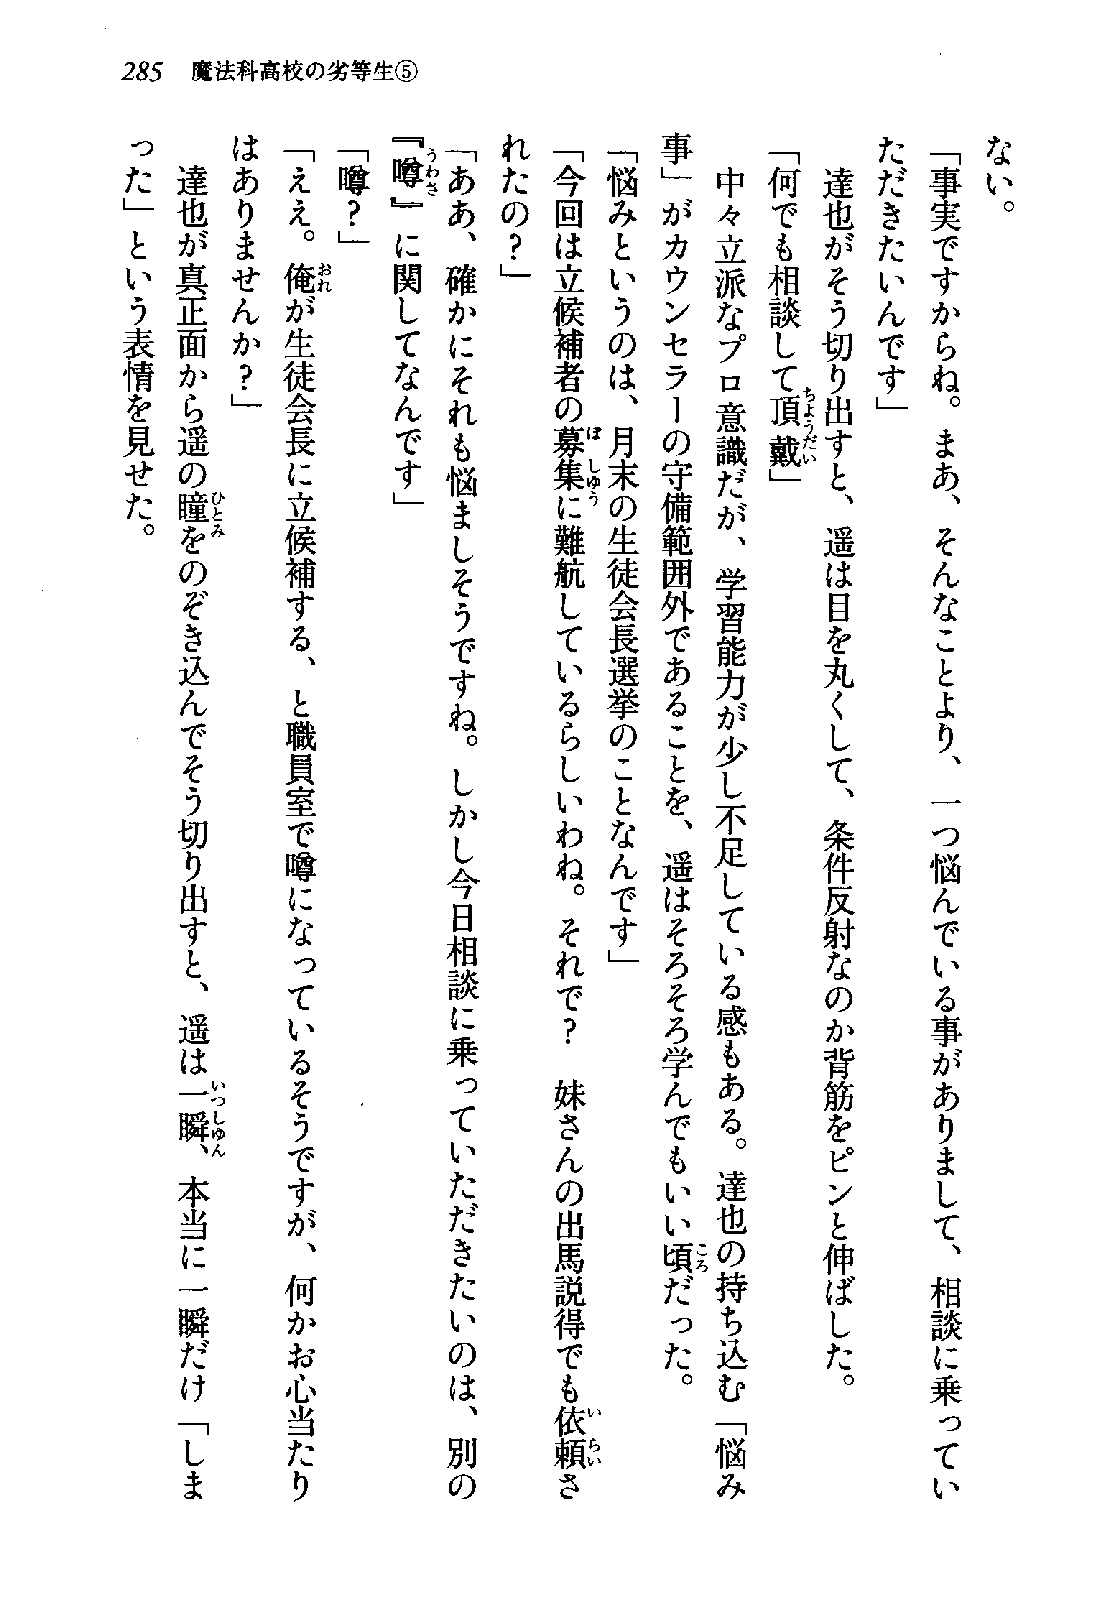 285　魔法科高校の劣等生⑤
ない。
「事実ですからね。まあ、そんなことより、一つ悩んでいる事がありまして、相談に乗ってい
ただきたいんです」
　達也がそう切り出すと、遥は目を丸くして、条件反射なのか背筋をピンと伸ばした。
「何でも相談して頂戴」
　中々立派なプロ意識だが、学習能力が少し不足している感もある。達也の持ち込む「悩み
事」がカウンセラーの守備範囲外であることを、遥はそろそろ学んでもいい頃だった。
「悩みというのは、月末の生徒会長選挙のことなんです」
「今回は立候補者の募集に難航しているらしいわね。それで？　妹さんの出馬説得でも依頼さ
れたの？」
「ああ、確かにそれも悩ましそうですね。しかし今日相談に乗っていただきたいのは、別の
『噂』に関してなんです」
「噂？」
「ええ。俺が生徒会長に立候補する、と職員室で噂になっているそうですが、何かお心当たり
はありませんか？」
　達也が真正面から遥の瞳をのぞき込んでそう切り出すと、遥は一瞬、本当に一瞬だけ「しま
った」という表情を見せた。